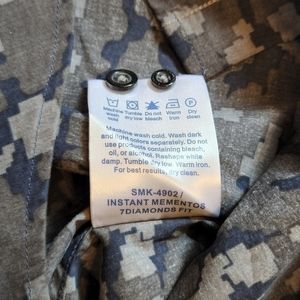 Machine wash cold
Tumble dry low
Do not bleach
Warm iron
Dry clean
Machine wash cold. Wash dark
and light colors separately. Do not
use products containing bleach,
oil, or alcohol. Reshape while
damp. Tumble dry low. Warm iron.
For best results, dry clean.
SMK-4902 /
INSTANT MEMENTOS
7DIAMONDS FIT